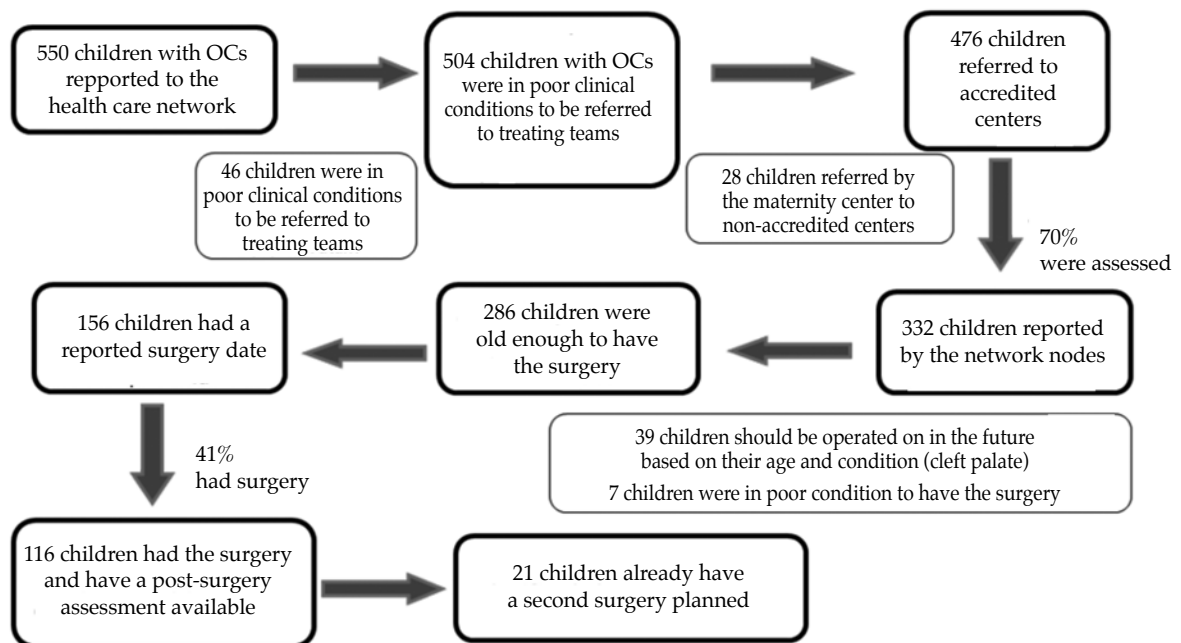 550 children with OCs
repported to the
health care network
504 children with OCs
were in poor clinical
conditions to be referred
to treating teams
476 children
referred to
accredited
centers
46 children were in
poor clinical conditions
to be referred to
treating teams
28 children referred by
the maternity center to
non-accredited centers
70%
were assessed
332 children reported
by the network nodes
286 children were
old enough to have
the surgery
156 children had a
reported surgery date
39 children should be operated on in the future
based on their age and condition (cleft palate)
7 children were in poor condition to have the surgery
41%
had surgery
116 children had the surgery
and have a post-surgery
assessment available
21 children already have
a second surgery planned